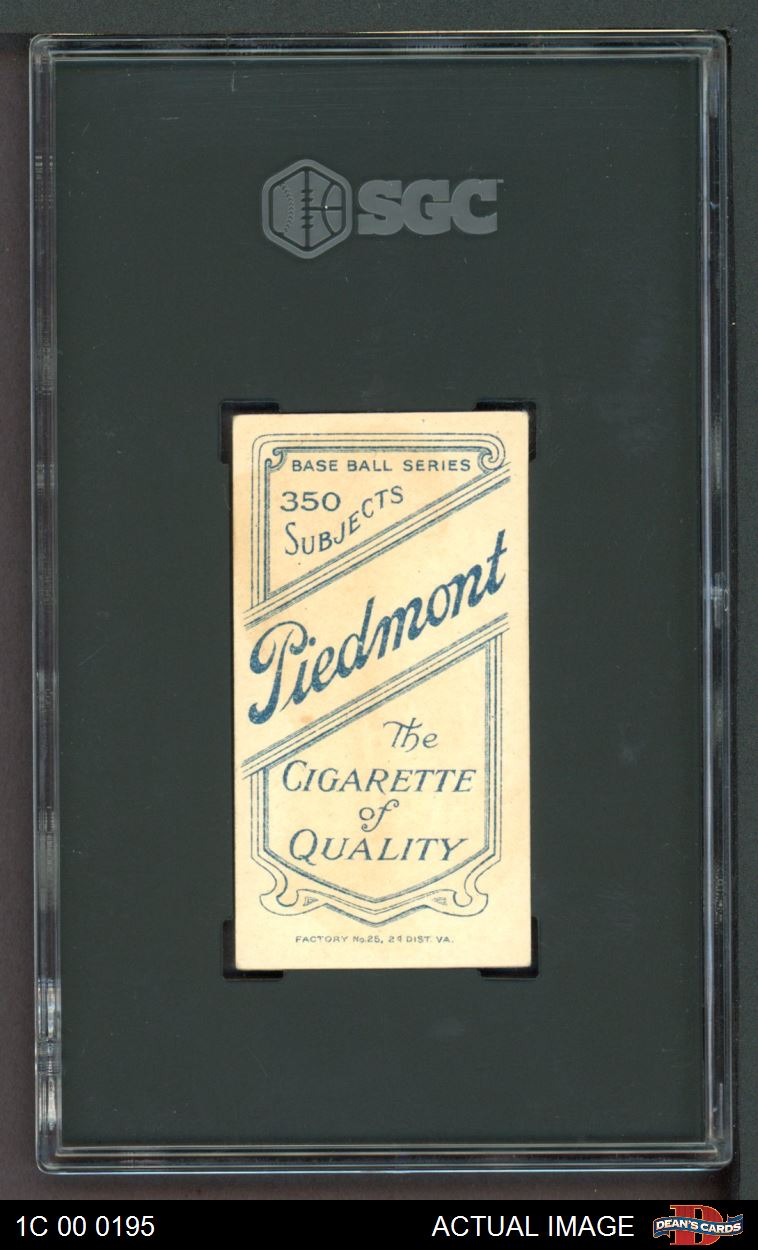 SGC
BASE BALL SERIES
350
SUBJECTS
Piedmont
The
CIGARETTE
of
QUALITY
FACTORY No. 25, 2d DIST. VA.
1C 00 0195
ACTUAL IMAGE
DEAN'S CARDS